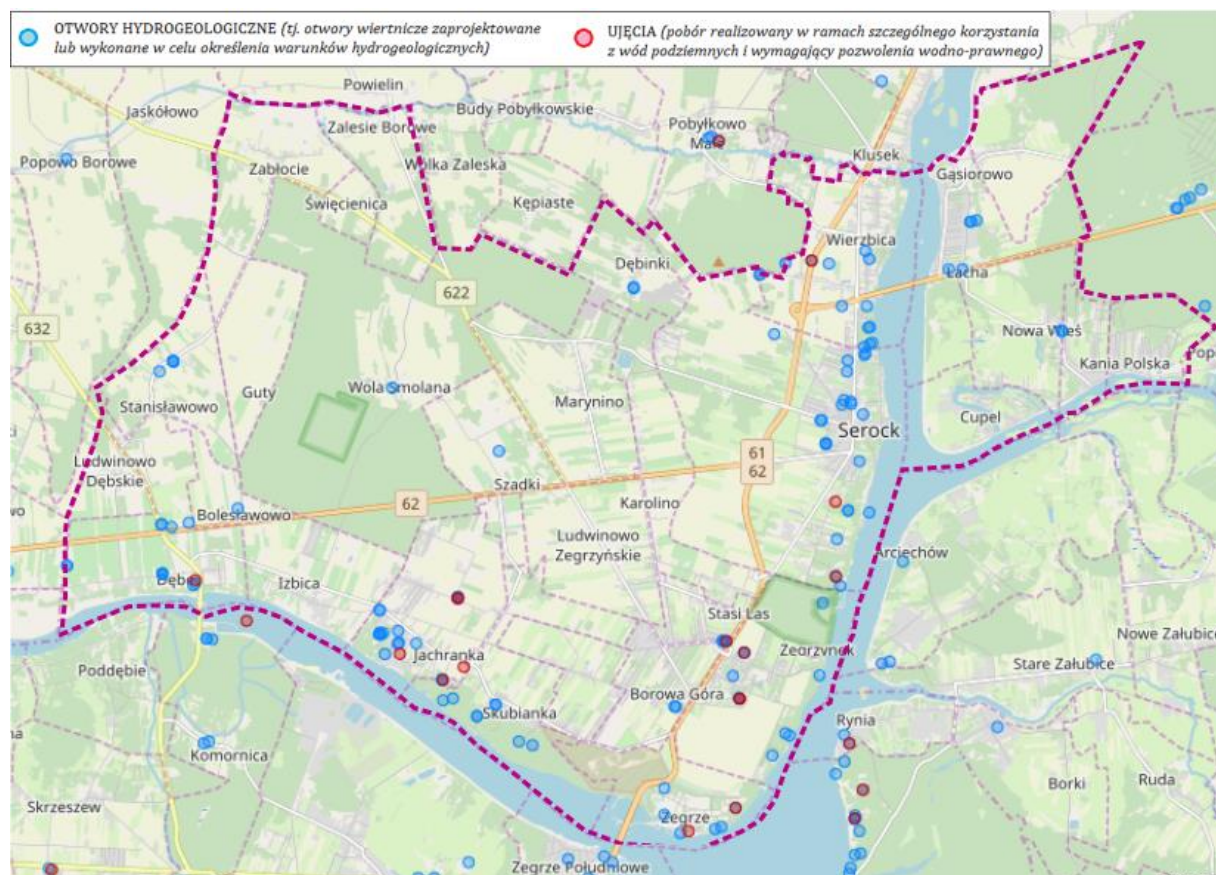 OTWORY HYDROGEOLOGICZNE (tj. otwory wiertnicze zaprojektowane
lub wykonane w celu określenia warunków hydrogeologicznych)
UJĘCIA (pobór realizowany w ramach szczególnego korzystania
z wód podziemnych i wymagający pozwolenia wodno-prawnego)
Powielin
Jaskółowo
Budy Pobyłkowskie
Zalesie Borowe
Pobyłkowo
Małe
Klusek
Popowo Borowe
Zabłocie
Wólka Zaleska
Gąsiorowo
Święcienica
Kępiaste
Wierzbica
Dębinki
Łacha
622
632
Nowa Wieś
Kania Polska
Guty
Wola Smolana
Stanisławowo
Marynino
Cupel
Serock
61
62
Ludwinowo
Dębskie
Szadki
Karolino
62
Bolesławowo
Ludwinowo
Zegrzyńskie
Arciechów
Izbica
Stasi Las
Nowe Załubice
Jachranka
Zegrzynek
Stare Załubice
Poddębie
Borowa Góra
Skubianka
Rynia
Komornica
Borki
Ruda
Skrzeszew
Zegrze
Zegrze Południowe